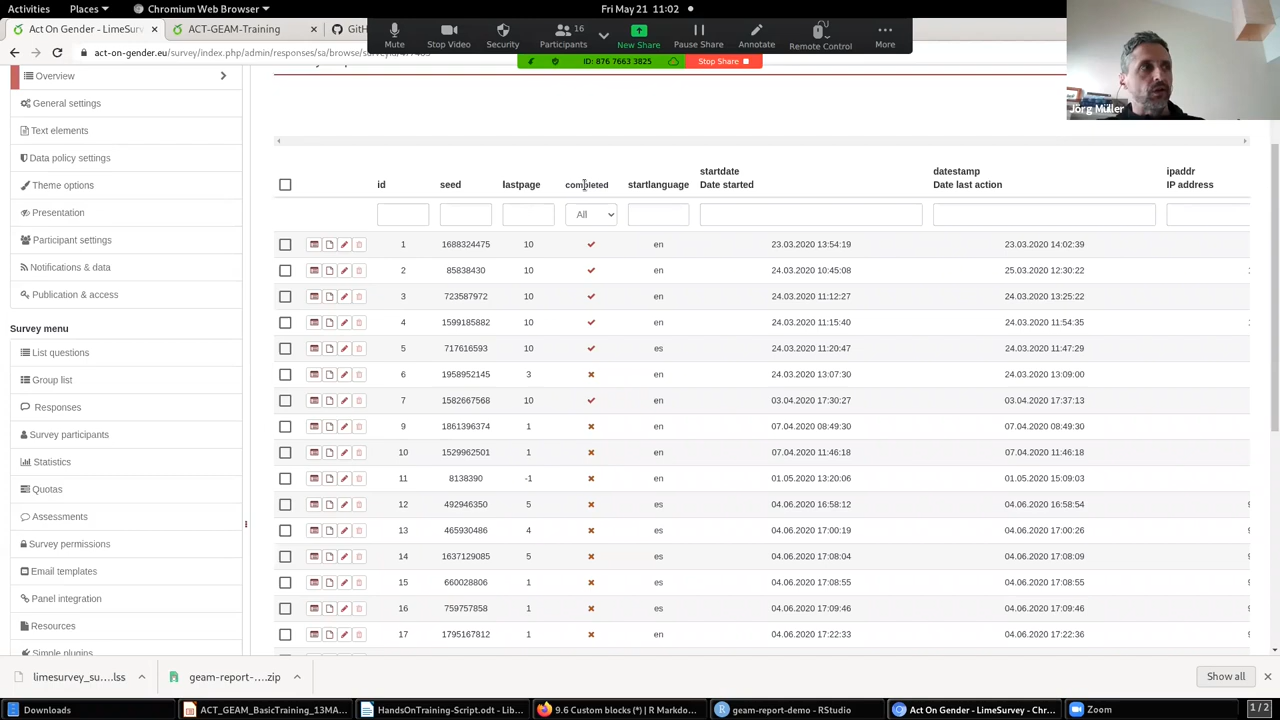 Activities Places Chromium Web Browser Fri May 21 11:02
Act On Gender - LimeSurvey ACT-GEAM-Training
act-on-gender.eu/survey/index.php/admin/responses/sa/browse/
Mute Stop Video Security Participants 16 New Share Pause Share Annotate Remote Control More
ID: 876 7663 3825 Stop Share
Jörg Müller
Overview
General settings
Text elements
Data policy settings
Theme options
Presentation
Participant settings
Notifications & data
Publication & access
Survey menu
List questions
Group list
Responses
Survey participants
Statistics
Quotas
Assessments
Survey permissions
Email templates
Panel integration
Resources
Simple plugins
startdate datestamp ipaddr
id seed lastpage completed startlanguage Date started Date last action IP address
All
1 1688324475 10 ✔ en 23.03.2020 13:54:19 23.03.2020 14:02:39
2 85838430 10 ✔ en 24.03.2020 10:45:08 25.03.2020 12:30:22
3 723587972 10 ✔ en 24.03.2020 11:12:27 24.03.2020 13:25:22
4 1599185882 10 ✔ en 24.03.2020 11:15:40 24.03.2020 11:54:35
5 717616593 10 ✔ es 24.03.2020 11:20:47 24.03.2020 11:47:29
6 1958952145 3 ✖ en 24.03.2020 13:07:30 24.03.2020 13:09:00
7 1582667568 10 ✔ en 03.04.2020 17:30:27 03.04.2020 17:37:13
9 1861396374 1 ✖ en 07.04.2020 08:49:30 07.04.2020 08:49:30
10 1529962501 1 ✖ en 07.04.2020 11:46:18 07.04.2020 11:46:18
11 8138390 -1 ✖ en 01.05.2020 13:20:06 01.05.2020 15:09:03
12 492946350 5 ✖ es 04.06.2020 16:58:12 04.06.2020 16:58:54
13 465930486 4 ✖ es 04.06.2020 17:00:19 04.06.2020 17:00:26
14 1637129085 5 ✖ es 04.06.2020 17:08:04 04.06.2020 17:08:09
15 660028806 1 ✖ es 04.06.2020 17:08:55 04.06.2020 17:08:55
16 759757858 1 ✖ es 04.06.2020 17:09:46 04.06.2020 17:09:46
17 1795167812 1 ✖ en 04.06.2020 17:22:33 04.06.2020 17:22:36
limesurvey_su....lss geam-report-....zip Show all
Downloads ACT_GEAM_BasicTraining_13MA... HandsOnTraining-Script.odt - Lib... 9.6 Custom blocks (*) | R Markdo... geam-report-demo - RStudio Act On Gender - LimeSurvey - Chr... Zoom 1 / 2